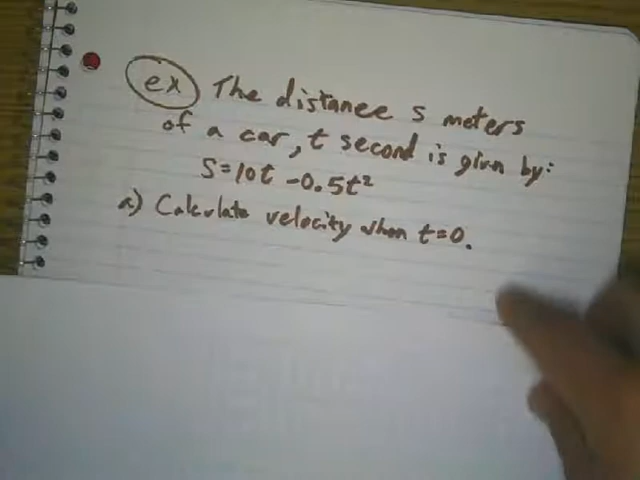 ex The distance s meters
of a car, t second is given by:
S=10t -0.5t²
a) Calculate velocity when t=0.